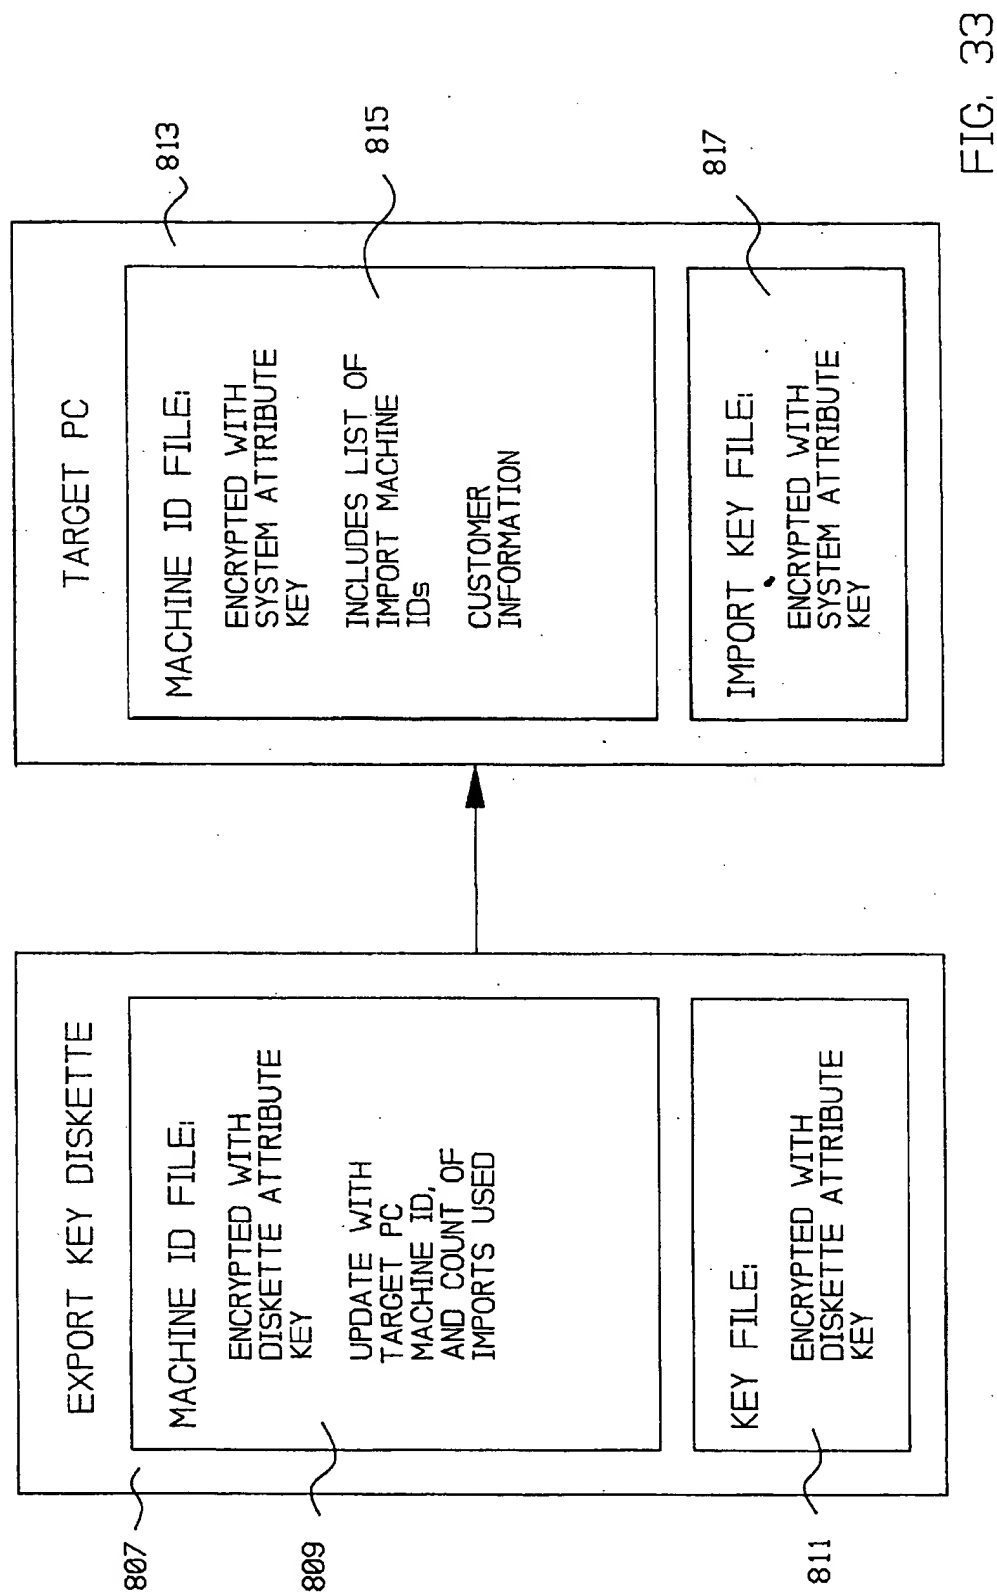 EXPORT KEY DISKETTE
MACHINE ID FILE:
ENCRYPTED WITH
DISKETTE ATTRIBUTE
KEY
UPDATE WITH
TARGET PC
MACHINE ID,
AND COUNT OF
IMPORTS USED
KEY FILE:
ENCRYPTED WITH
DISKETTE ATTRIBUTE
KEY
807
809
811
TARGET PC
MACHINE ID FILE:
ENCRYPTED WITH
SYSTEM ATTRIBUTE
KEY
INCLUDES LIST OF
IMPORT MACHINE
IDs
CUSTOMER
INFORMATION
IMPORT KEY FILE:
ENCRYPTED WITH
SYSTEM ATTRIBUTE
KEY
813
815
817
FIG. 33